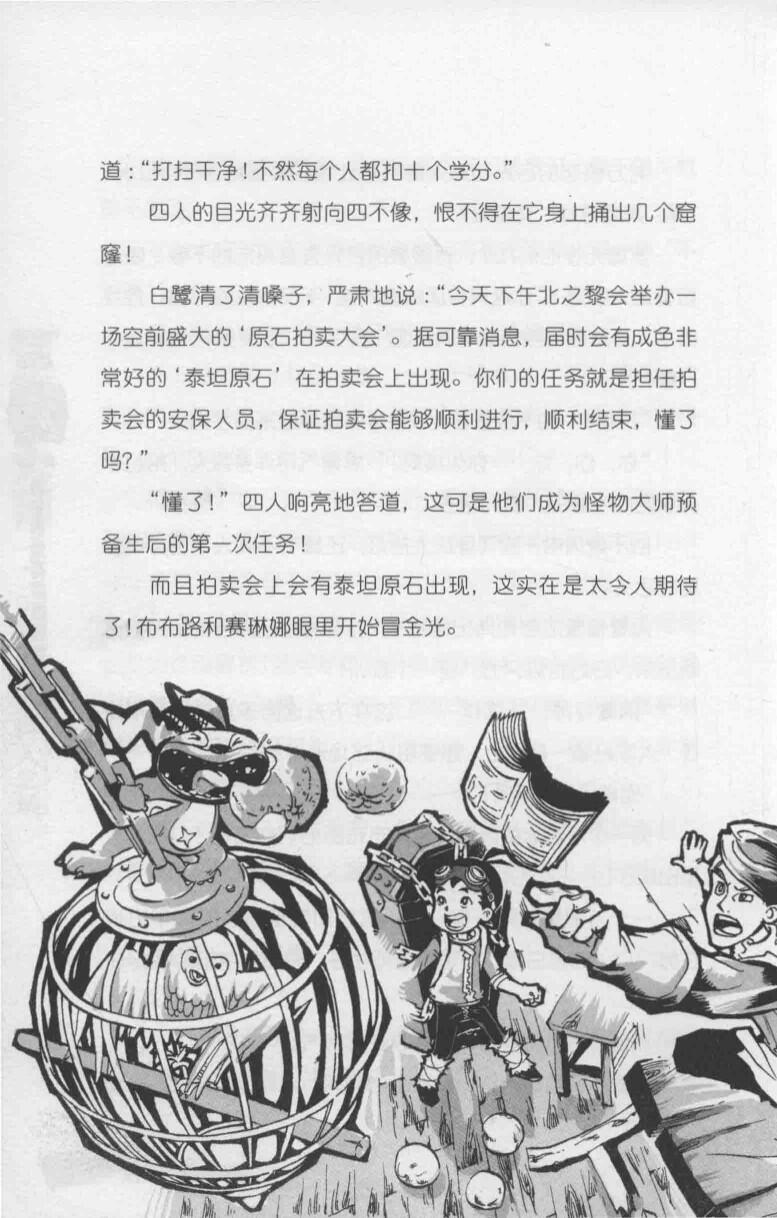 道：“打扫干净！不然每个人都扣十个学分。”
四人的目光齐齐射向四不像，恨不得在它身上捅出几个窟
窿！
白鹭清了清嗓子，严肃地说：“今天下午北之黎会举办一
场空前盛大的‘原石拍卖大会’。据可靠消息，届时会有成色非
常好的‘泰坦原石’在拍卖会上出现。你们的任务就是担任拍
卖会的安保人员，保证拍卖会能够顺利进行，顺利结束，懂了
吗？”
“懂了！”四人响亮地答道，这可是他们成为怪物大师预
备生后的第一次任务！
而且拍卖会上会有泰坦原石出现，这实在是太令人期待
了！布布路和赛琳娜眼里开始冒金光。